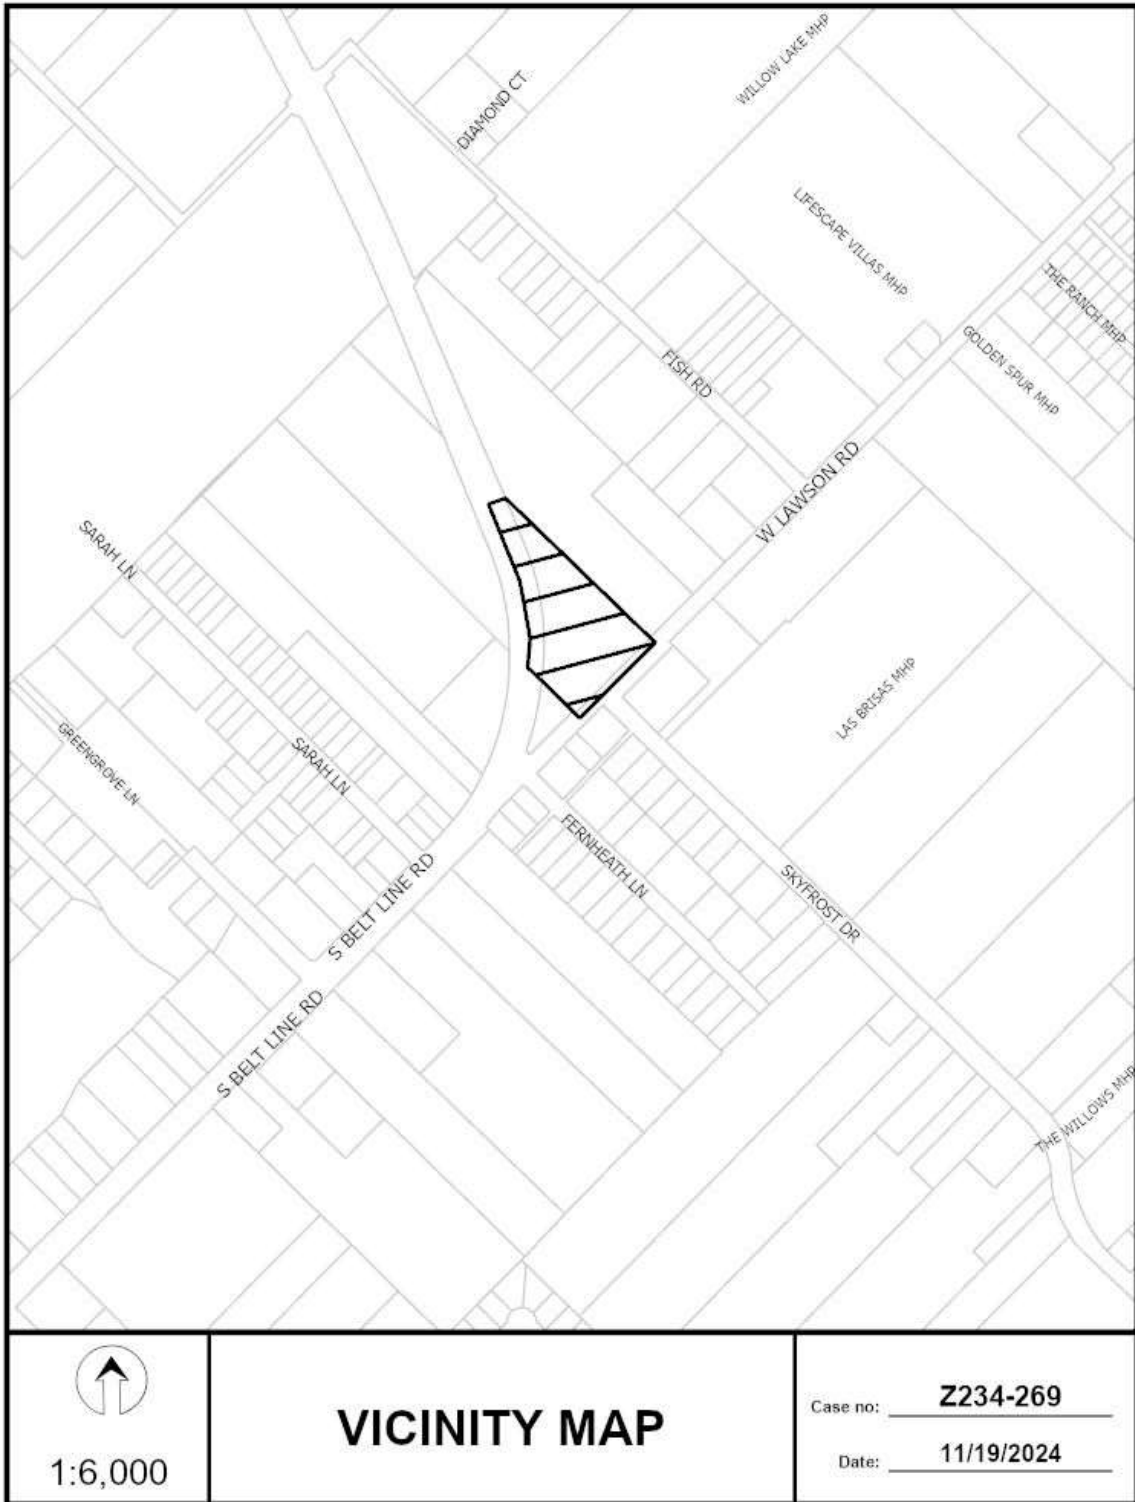 WILLOW LAKE MHP
DIAMOND CT
LIFESCAPE VILLAS MHP
THE RANCH MHP
GOLDEN SPUR MHP
FISH RD
W LAWSON RD
SARAH LN
LAS BRISAS MHP
GREENGROVE LN
SARAH LN
FERNHEATH LN
S BELT LINE RD
SKYFROST DR
S BELT LINE RD
THE WILLOWS MHP
1:6,000
VICINITY MAP
Case no: Z234-269
Date: 11/19/2024